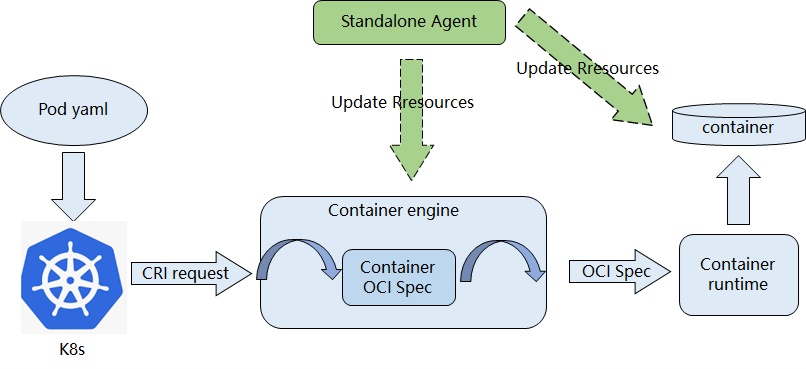 Standalone Agent
Update Rresources
Update Rresources
Pod yaml
container
Container engine
CRI request
Container
OCI Spec
OCI Spec
Container
runtime
K8s